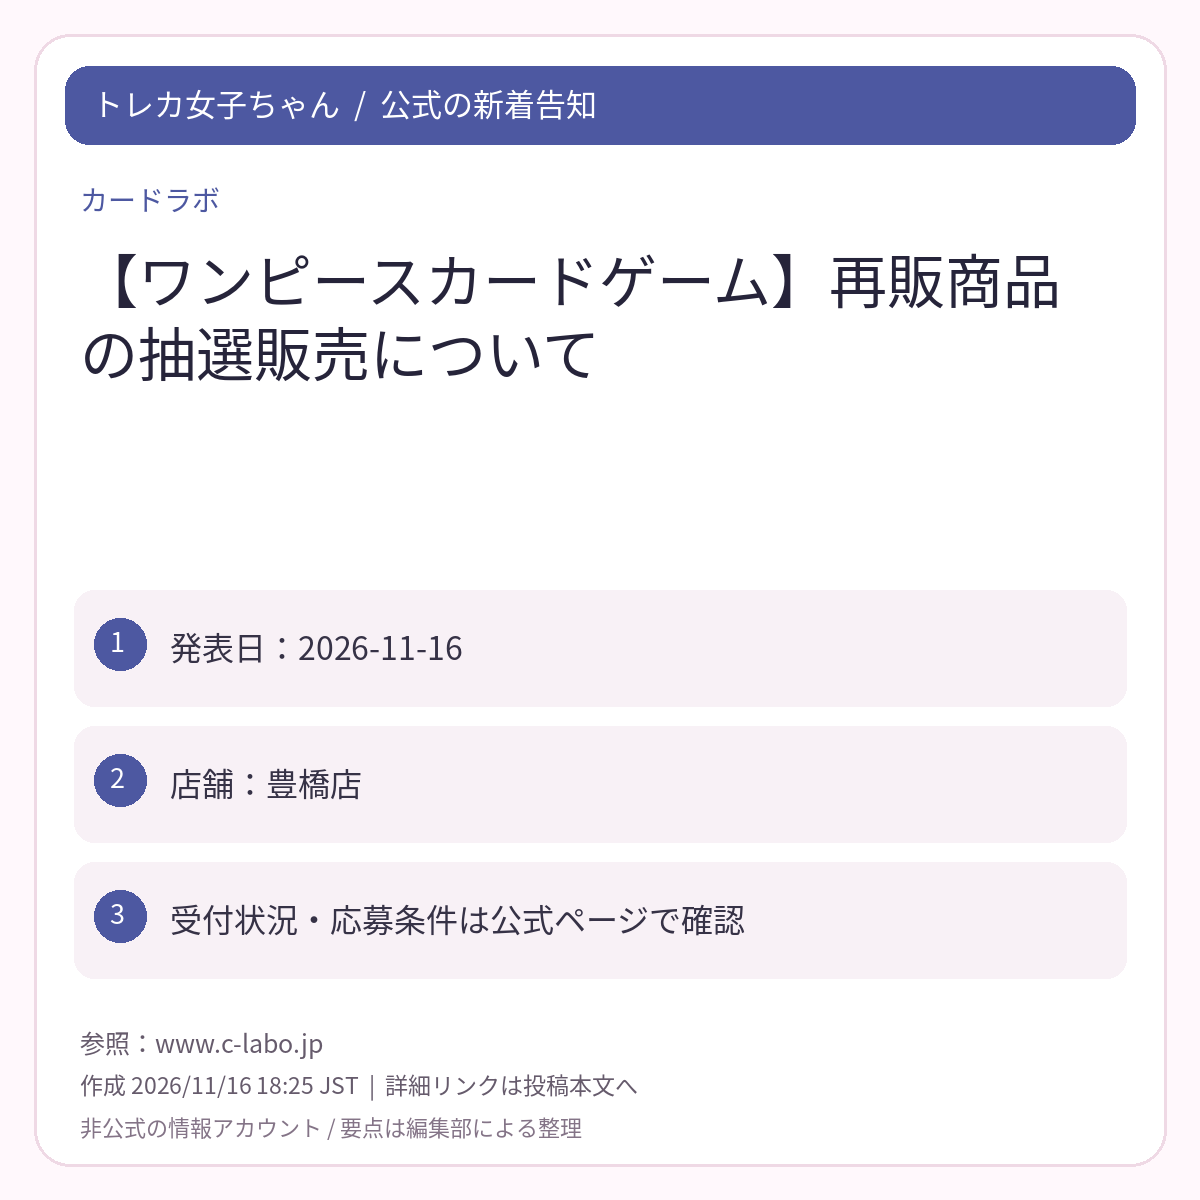 トレカ女子ちゃん / 公式の新着告知
カードラボ
【ワンピースカードゲーム】再販商品
の抽選販売について
1 発表日：2026-11-16
2 店舗：豊橋店
3 受付状況・応募条件は公式ページで確認
参照：www.c-labo.jp
作成 2026/11/16 18:25 JST｜詳細リンクは投稿本文へ
非公式の情報アカウント / 要点は編集部による整理